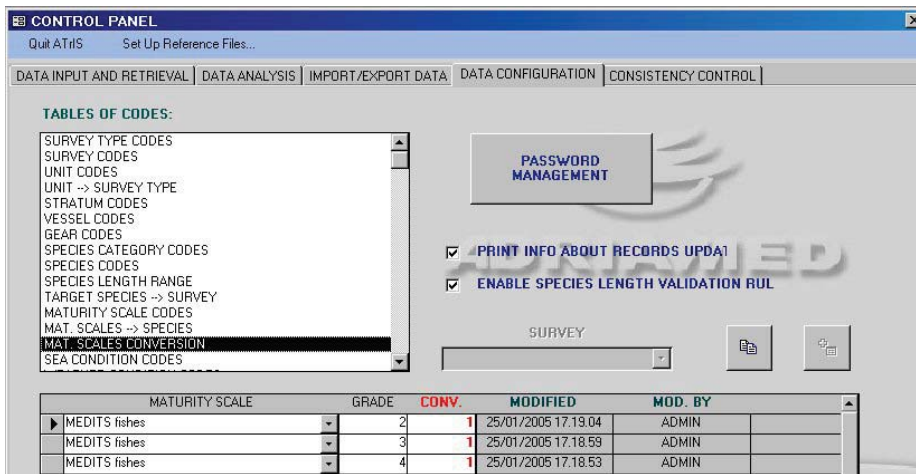 CONTROL PANEL
Quit ATrIS Set Up Reference Files...
DATA INPUT AND RETRIEVAL DATA ANALYSIS IMPORT/EXPORT DATA DATA CONFIGURATION CONSISTENCY CONTROL
TABLES OF CODES:
SURVEY TYPE CODES
SURVEY CODES
UNIT CODES
UNIT --> SURVEY TYPE
STRATUM CODES
VESSEL CODES
GEAR CODES
SPECIES CATEGORY CODES
SPECIES CODES
SPECIES LENGTH RANGE
TARGET SPECIES --> SURVEY
MATURITY SCALE CODES
MAT. SCALES --> SPECIES
MAT. SCALES CONVERSION
SEA CONDITION CODES
PASSWORD
MANAGEMENT
ADRIAMED
PRINT INFO ABOUT RECORDS UPDAT
ENABLE SPECIES LENGTH VALIDATION RUL
SURVEY
MATURITY SCALE GRADE CONV. MODIFIED MOD. BY
MEDITS fishes 2 1 25/01/2005 17.19.04 ADMIN
MEDITS fishes 3 1 25/01/2005 17.18.59 ADMIN
MEDITS fishes 4 1 25/01/2005 17.18.53 ADMIN